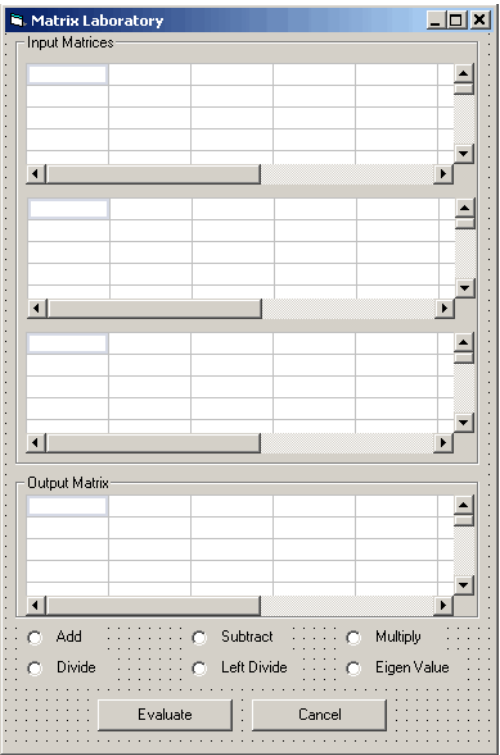 Matrix Laboratory
Input Matrices
Output Matrix
Add Subtract Multiply
Divide Left Divide Eigen Value
Evaluate Cancel